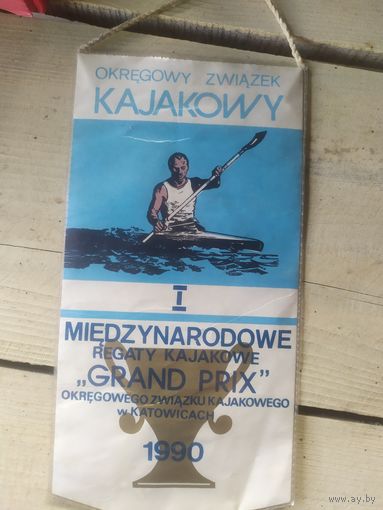 OKRĘGOWY ZWIĄZEK
KAJAKOWY
I
MIĘDZYNARODOWE
REGATY KAJAKOWE
„GRAND PRIX”
OKRĘGOWEGO ZWIĄZKU KAJAKOWEGO
w KATOWICACH
1990
www.ay.by